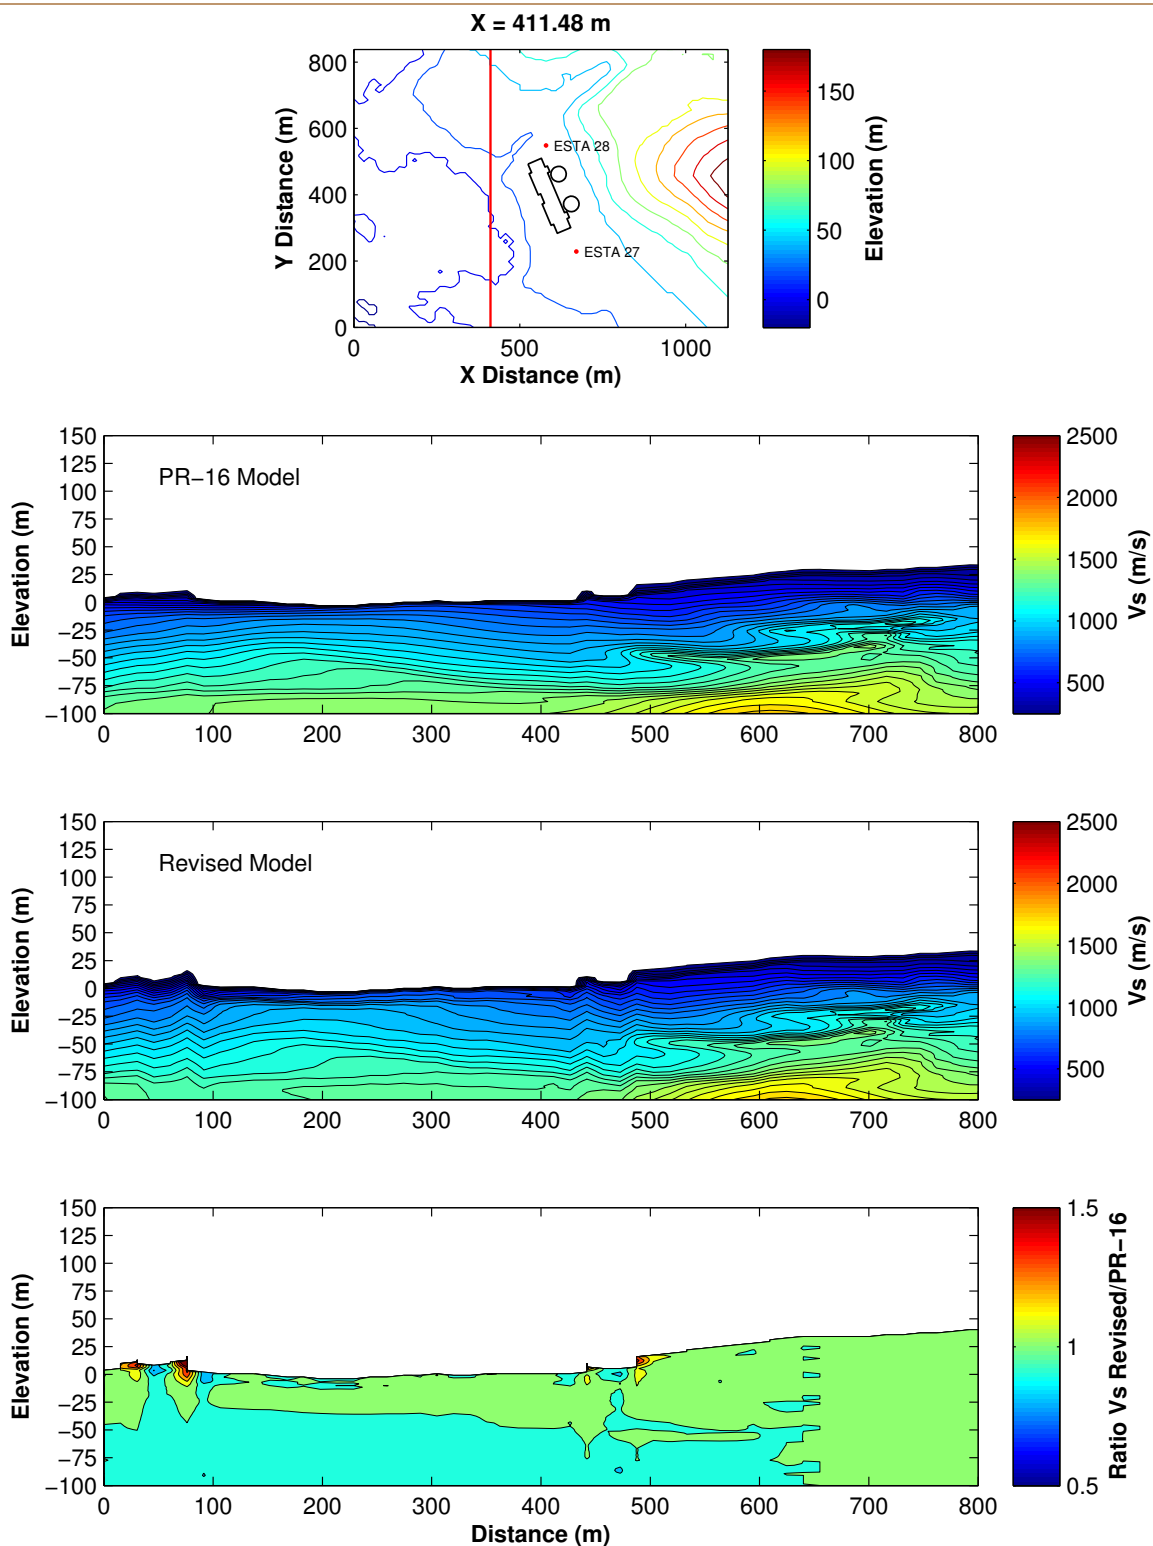 X = 411.48 m
Y Distance (m)
800
600
400
200
0
ESTA 28
ESTA 27
0 500 1000
X Distance (m)
150
100
50
0
Elevation (m)
Elevation (m)
150
125
100
75
50
25
0
−25
−50
−75
−100
PR−16 Model
0 100 200 300 400 500 600 700 800
2500
2000
1500
1000
500
Vs (m/s)
Elevation (m)
150
125
100
75
50
25
0
−25
−50
−75
−100
Revised Model
0 100 200 300 400 500 600 700 800
2500
2000
1500
1000
500
Vs (m/s)
Elevation (m)
150
125
100
75
50
25
0
−25
−50
−75
−100
0 100 200 300 400 500 600 700 800
Distance (m)
1.5
1
0.5
Ratio Vs Revised/PR−16